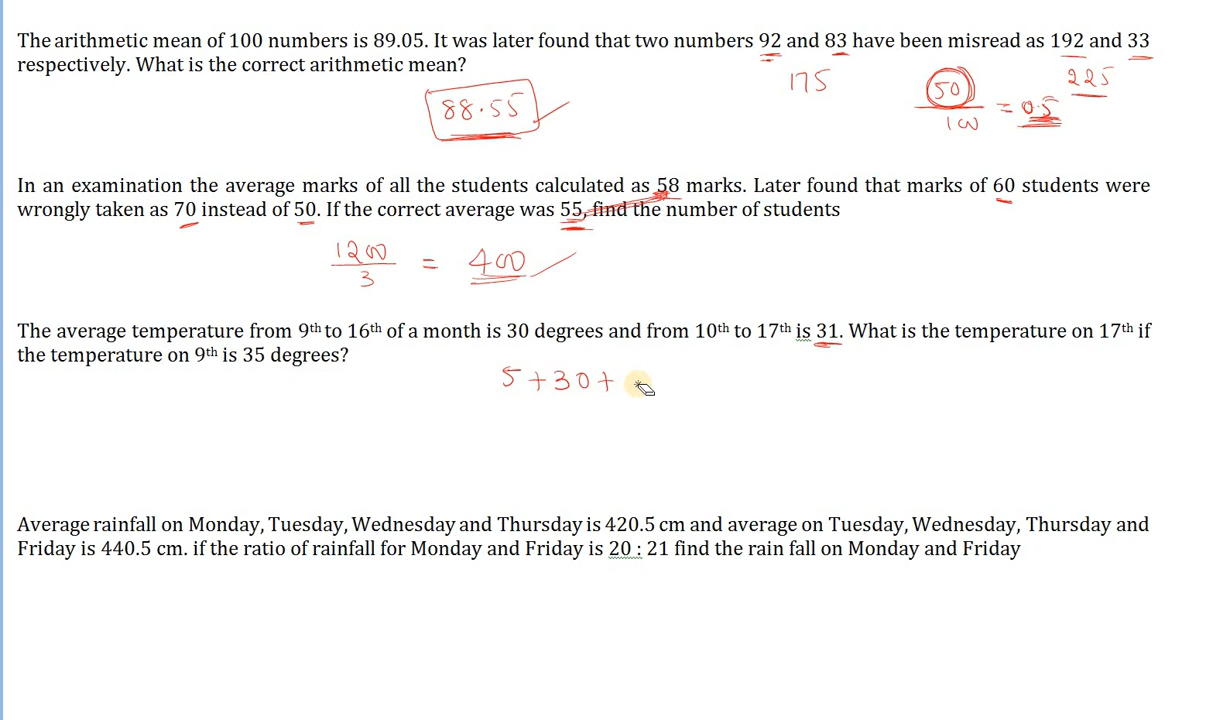 The arithmetic mean of 100 numbers is 89.05. It was later found that two numbers 92 and 83 have been misread as 192 and 33
respectively. What is the correct arithmetic mean?
175
225
88.55
50/100 = 0.5
In an examination the average marks of all the students calculated as 58 marks. Later found that marks of 60 students were
wrongly taken as 70 instead of 50. If the correct average was 55, find the number of students
1200/3 = 400
The average temperature from 9th to 16th of a month is 30 degrees and from 10th to 17th is 31. What is the temperature on 17th if
the temperature on 9th is 35 degrees?
5 + 30 +
Average rainfall on Monday, Tuesday, Wednesday and Thursday is 420.5 cm and average on Tuesday, Wednesday, Thursday and
Friday is 440.5 cm. if the ratio of rainfall for Monday and Friday is 20 : 21 find the rain fall on Monday and Friday